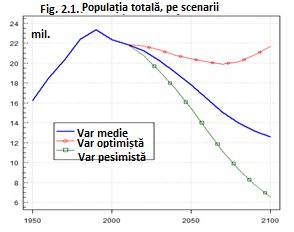 Fig. 2.1. Populația totală, pe scenarii
mil.
24
22
20
18
16
14
12
10
8
6
Var medie
Var optimistă
Var pesimistă
1950 2000 2050 2100